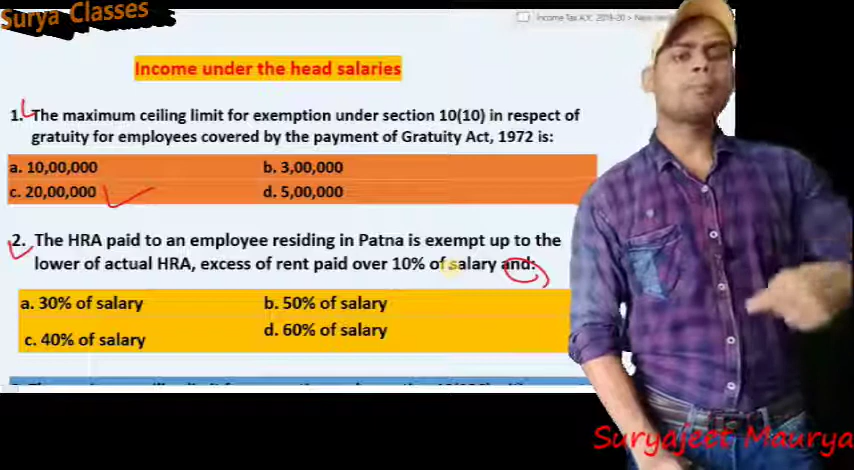 Surya Classes
Income Tax A.Y. 2019-20 >
Income under the head salaries
1. The maximum ceiling limit for exemption under section 10(10) in respect of
gratuity for employees covered by the payment of Gratuity Act, 1972 is:
a. 10,00,000 b. 3,00,000
c. 20,00,000 d. 5,00,000
2. The HRA paid to an employee residing in Patna is exempt up to the
lower of actual HRA, excess of rent paid over 10% of salary and:
a. 30% of salary b. 50% of salary
c. 40% of salary d. 60% of salary
Suryajeet Maurya